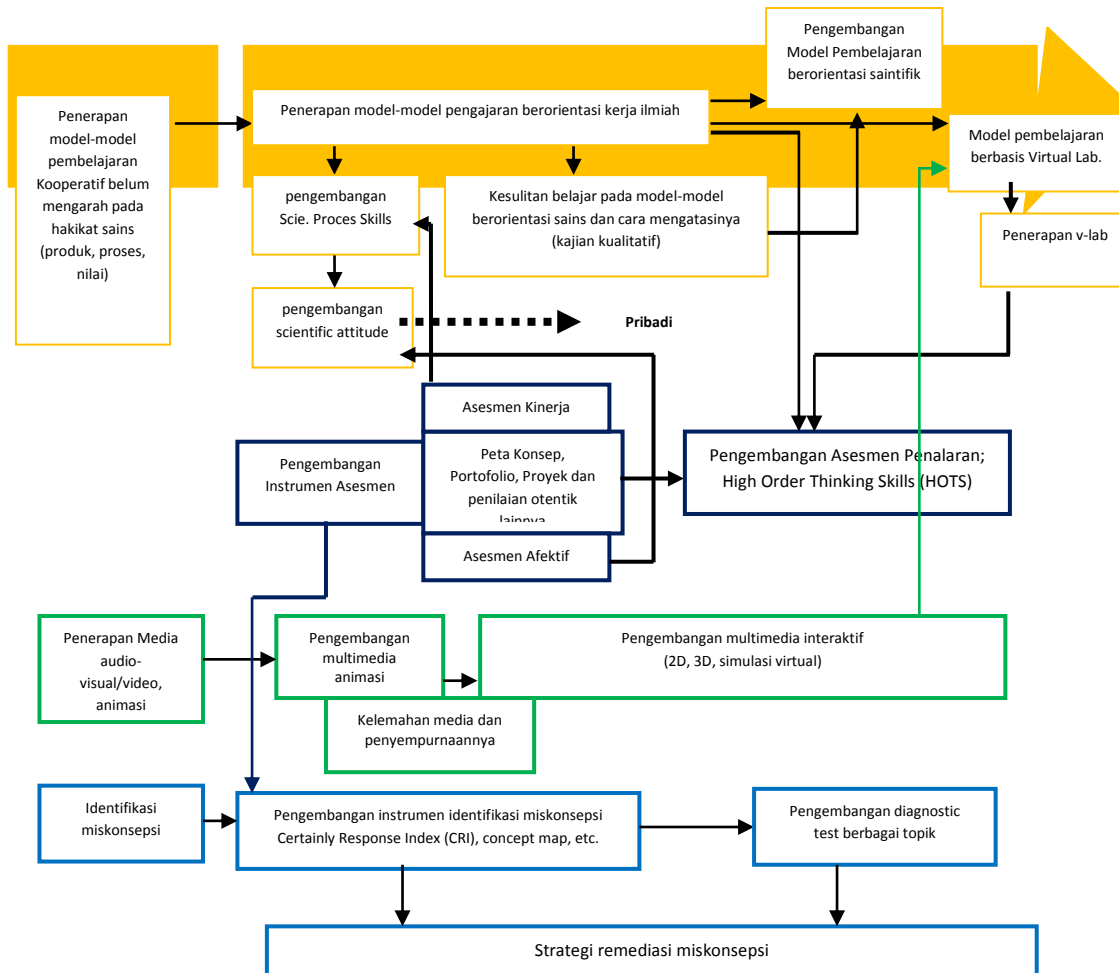 Pengembangan
Model Pembelajaran
berorientasi saintifik
Penerapan
model-model
pembelajaran
Kooperatif belum
mengarah pada
hakikat sains
(produk, proses,
nilai)
Penerapan model-model pengajaran berorientasi kerja ilmiah
Model pembelajaran
berbasis Virtual Lab.
pengembangan
Scie. Proces Skills
Kesulitan belajar pada model-model
berorientasi sains dan cara mengatasinya
(kajian kualitatif)
Penerapan v-lab
pengembangan
scientific attitude
Pribadi
Asesmen Kinerja
Pengembangan
Instrumen Asesmen
Peta Konsep,
Portofolio, Proyek dan
penilaian otentik
lainnya
Asesmen Afektif
Pengembangan Asesmen Penalaran;
High Order Thinking Skills (HOTS)
Penerapan Media
audio-
visual/video,
animasi
Pengembangan
multimedia
animasi
Pengembangan multimedia interaktif
(2D, 3D, simulasi virtual)
Kelemahan media dan
penyempurnaannya
Identifikasi
miskonsepsi
Pengembangan instrumen identifikasi miskonsepsi
Certainly Response Index (CRI), concept map, etc.
Pengembangan diagnostic
test berbagai topik
Strategi remediasi miskonsepsi